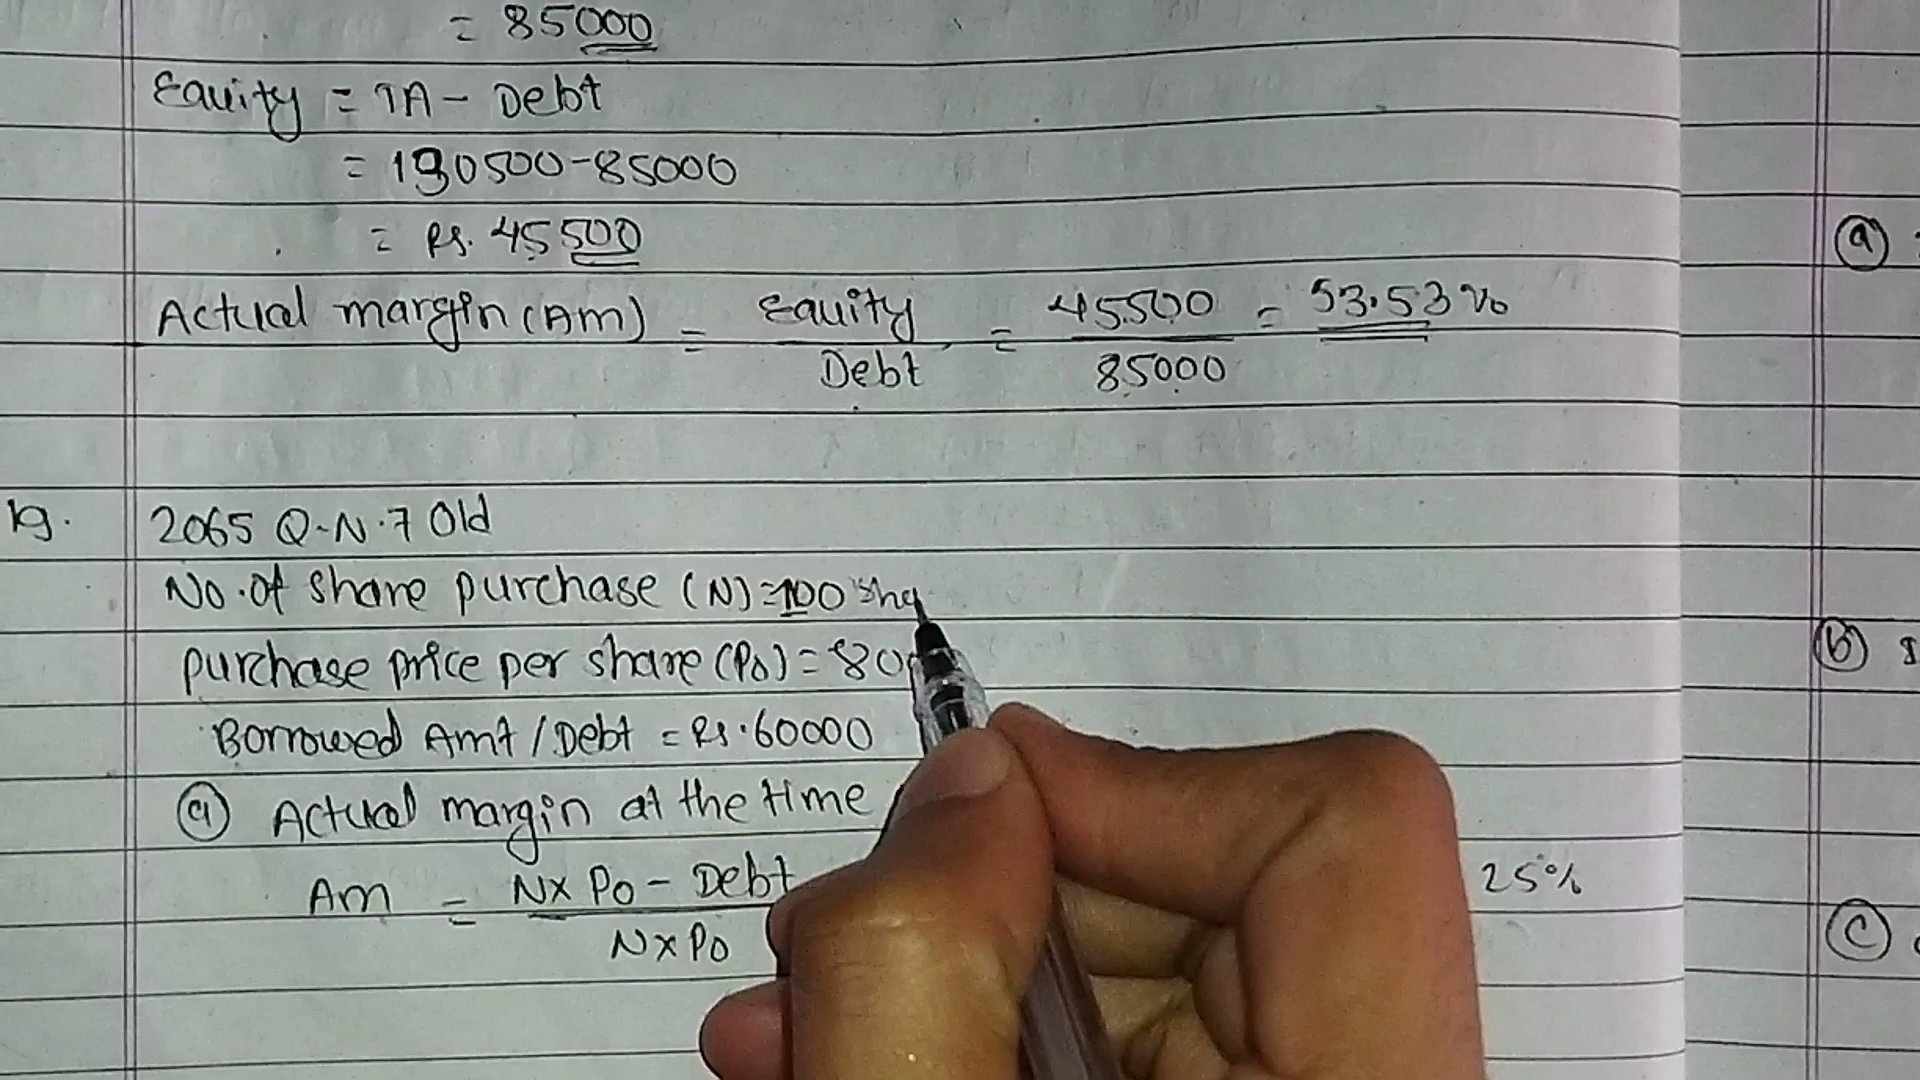 = 85000
Equity = TA - Debt
= 130500-85000
= Rs. 45500
Actual margin (Am) = Equity / Debt = 45500 / 85000 = 53.53%
19. 2065 Q.N.7 Old
No. of share purchase (N) = 100 sha
purchase price per share (P0) = 80
Borrowed Amt / Debt = Rs. 60000
(a) Actual margin at the time
Am = N x P0 - Debt / N x P0 25%
(a)
(b)
(c)